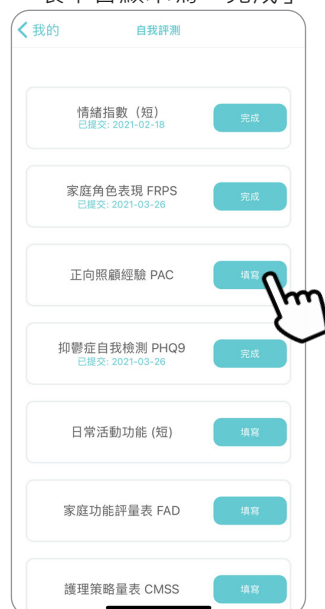 表單會顯示為「完成」
我的 自我評測
情緒指數（短）
已提交: 2021-02-18
完成
家庭角色表現 FRPS
已提交: 2021-03-26
完成
正向照顧經驗 PAC
填寫
抑鬱症自我檢測 PHQ9
已提交: 2021-03-26
完成
日常活動功能 (短)
填寫
家庭功能評量表 FAD
填寫
護理策略量表 CMSS
填寫